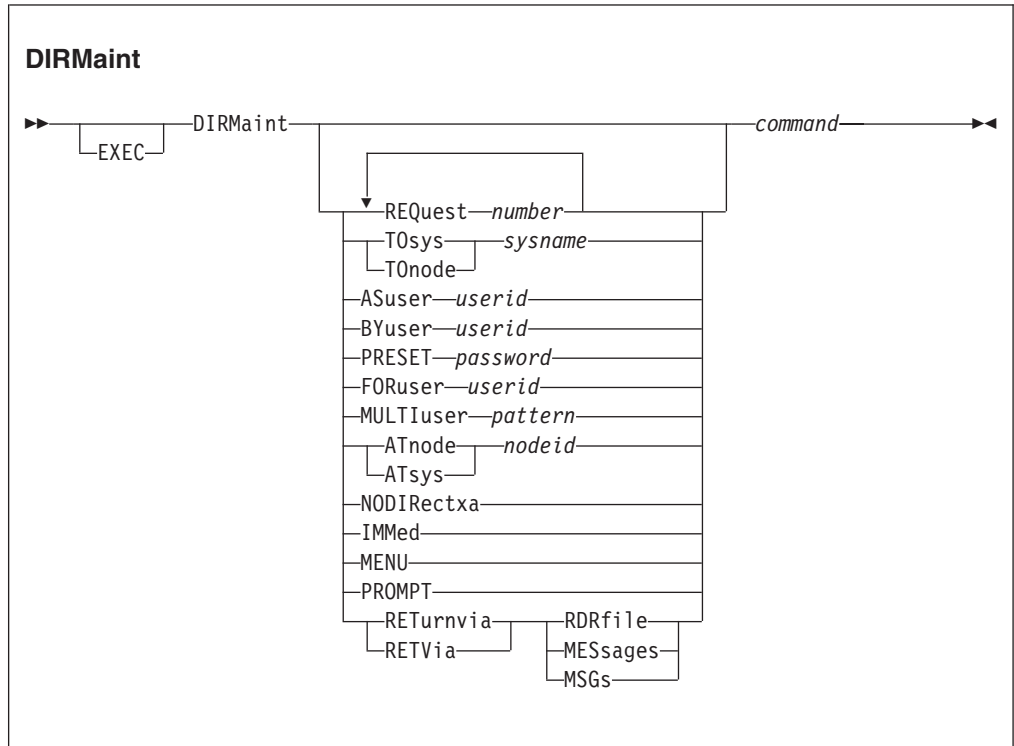 DIRMaint
DIRMaint command
EXEC
REQuest number
TOsys sysname
TOnode
ASuser userid
BYuser userid
PRESET password
FORuser userid
MULTIuser pattern
ATnode nodeid
ATsys
NODIRectxa
IMMed
MENU
PROMPT
RETurnvia RDRfile
RETVia MESsages
MSGs